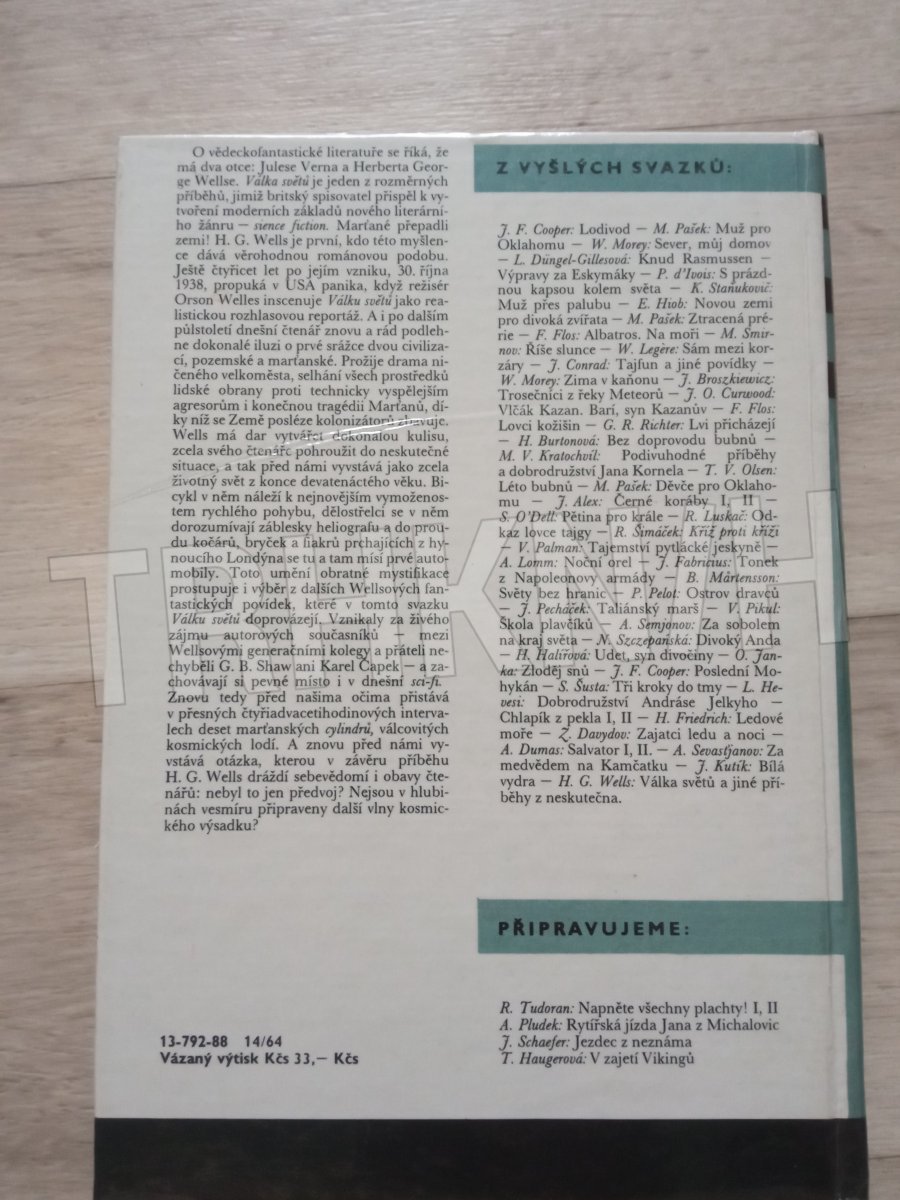 O vědeckofantastické literatuře se říká, že
má dva otce: Julese Verna a Herberta Geor-
ge Wellse. Válka světů je jeden z rozměrných
příběhů, jimiž britský spisovatel přispěl k vy-
tvoření moderních základů nového literární-
ho žánru — sience fiction. Marťané přepadli
zemi! H. G. Wells je první, kdo této myšlen-
ce dává věrohodnou románovou podobu.
Ještě čtyřicet let po jejím vzniku, 30. října
1938, propuká v USA panika, když režisér
Orson Welles inscenuje Válku světů jako rea-
listickou rozhlasovou reportáž. A i po dalším
půlstoletí dnešní čtenář znovu a rád podleh-
ne dokonalé iluzi o prvé srážce dvou civiliza-
cí, pozemské a marťanské. Prožije drama ni-
čeného velkoměsta, selhání všech prostředků
lidské obrany proti technicky vyspělejším
agresorům i konečnou tragédii Marťanů, dí-
ky níž se Země posléze kolonizátorů zbavuje.
Wells má dar vytvářet dokonalou kulisu,
zcela svého čtenáře pohroužit do neskutečné
situace, a tak před námi vyvstává jako zcela
životný svět z konce devatenáctého věku. Bi-
cykl v něm náleží k nejnovějším vymoženos-
tem rychlého pohybu, dělostřelci se v něm
dorozumívají záblesky heliografu a do prou-
du kočárů, bryček a fiakrů prchajících z hy-
noucího Londýna se tu a tam mísí prvé auto-
mobily. Toto umění obratné mystifikace
prostupuje i výběr z dalších Wellsových fan-
tastických povídek, které v tomto svazku
Válku světů doprovázejí. Vznikaly za živého
zájmu autorových současníků — mezi
Wellsovými generačními kolegy a přáteli ne-
chyběli G. B. Shaw ani Karel Čapek — a za-
chovávají si pevné místo i v dnešní sci-fi.
Znovu tedy před našima očima přistává
v přesných čtyřiadvacetihodinových interva-
lech deset marťanských cylindrů, válcovitých
kosmických lodí. A znovu před námi vy-
vstává otázka, kterou v závěru příběhu
H. G. Wells dráždí sebevědomí i obavy čte-
nářů: nebyl to jen předvoj? Nejsou v hlubi-
nách vesmíru připraveny další vlny kosmic-
kého výsadku?
13-792-88 14/64
Vázaný výtisk Kčs 33,— Kčs
Z VYŠLÝCH SVAZKŮ:
J. F. Cooper: Lodivod — M. Pašek: Muž pro
Oklahomu — W. Morey: Sever, můj domov
— L. Düngel-Gillesová: Knud Rasmussen —
Výpravy za Eskymáky — P. d'Ivois: S prázd-
nou kapsou kolem světa — K. Staňukovič:
Muž přes palubu — E. Hiob: Novou zemi
pro divoká zvířata — M. Pašek: Ztracená pré-
rie — F. Flos: Albatros. Na moři — M. Smir-
nov: Říše slunce — W. Legère: Sám mezi kor-
záry — J. Conrad: Tajfun a jiné povídky —
W. Morey: Zima v kaňonu — J. Broszkiewicz:
Trosečníci z řeky Meteorů — J. O. Curwood:
Vlčák Kazan. Barí, syn Kazanův — F. Flos:
Lovci kožišin — G. R. Richter: Lvi přicházejí
— H. Burtonová: Bez doprovodu bubnů —
M. V. Kratochvíl: Podivuhodné příběhy
a dobrodružství Jana Kornela — T. V. Olsen:
Léto bubnů — M. Pašek: Děvče pro Oklaho-
mu — J. Alex: Černé koráby I, II —
S. O'Dell: Pětina pro krále — R. Luskač: Od-
kaz lovce tajgy — R. Šimáček: Kříž proti kříži
— V. Palman: Tajemství pytlácké jeskyně —
A. Lomm: Noční orel — J. Fabricius: Tonek
z Napoleonovy armády — B. Mårtensson:
Světy bez hranic — P. Pelot: Ostrov dravců
— J. Pecháček: Taliánský marš — V. Pikul:
Škola plavčíků — A. Semjonov: Za sobolem
na kraj světa — N. Szczepańská: Divoký Anda
— H. Halířová: Udet, syn divočiny — O. Jan-
ka: Zloděj snů — J. F. Cooper: Poslední Mo-
hykán — S. Šusta: Tři kroky do tmy — L. He-
vesi: Dobrodružství Andráse Jelkyho —
Chlapík z pekla I, II — H. Friedrich: Ledové
moře — Z. Davydov: Zajatci ledu a noci —
A. Dumas: Salvator I, II. — A. Sevasťjanov: Za
medvědem na Kamčatku — J. Kutík: Bílá
vydra — H. G. Wells: Válka světů a jiné pří-
běhy z neskutečna.
PŘIPRAVUJEME:
R. Tudoran: Napněte všechny plachty! I, II
A. Pludek: Rytířská jízda Jana z Michalovic
J. Schaefer: Jezdec z neznáma
T. Haugerová: V zajetí Vikingů